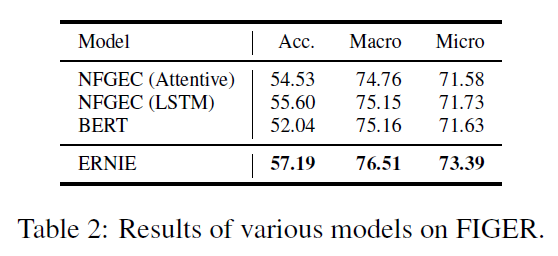 Model Acc. Macro Micro
NFGEC (Attentive) 54.53 74.76 71.58
NFGEC (LSTM) 55.60 75.15 71.73
BERT 52.04 75.16 71.63
ERNIE 57.19 76.51 73.39
Table 2: Results of various models on FIGER.